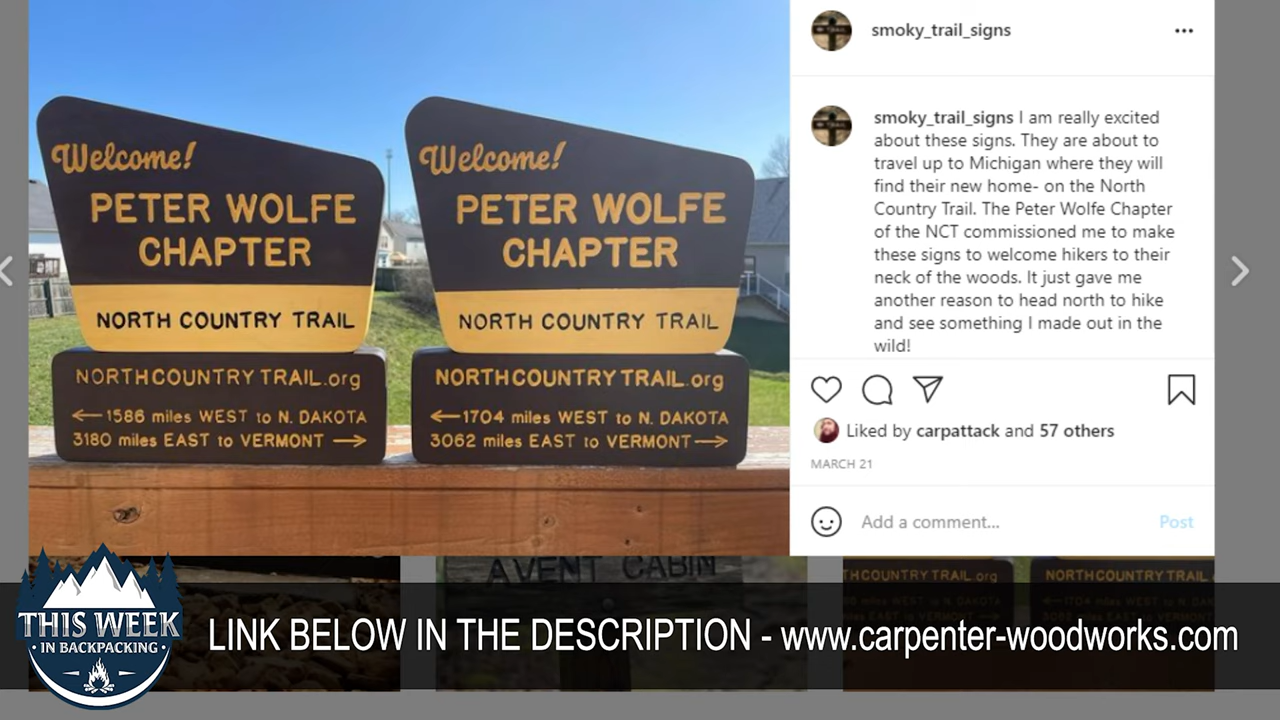 Welcome!
PETER WOLFE
CHAPTER
NORTH COUNTRY TRAIL
NORTHCOUNTRYTRAIL.org
←1586 miles WEST to N. DAKOTA
3180 miles EAST to VERMONT →
Welcome!
PETER WOLFE
CHAPTER
NORTH COUNTRY TRAIL
NORTHCOUNTRYTRAIL.org
←1704 miles WEST to N. DAKOTA
3062 miles EAST to VERMONT→
smoky_trail_signs
smoky_trail_signs I am really excited
about these signs. They are about to
travel up to Michigan where they will
find their new home- on the North
Country Trail. The Peter Wolfe Chapter
of the NCT commissioned me to make
these signs to welcome hikers to their
neck of the woods. It just gave me
another reason to head north to hike
and see something I made out in the
wild!
Liked by carpattack and 57 others
MARCH 21
Add a comment...
Post
AVENT CABIN
THCOUNTRYTRAIL.org
NORTHCOUNTRYTRAIL
THIS WEEK
IN BACKPACKING
LINK BELOW IN THE DESCRIPTION - www.carpenter-woodworks.com